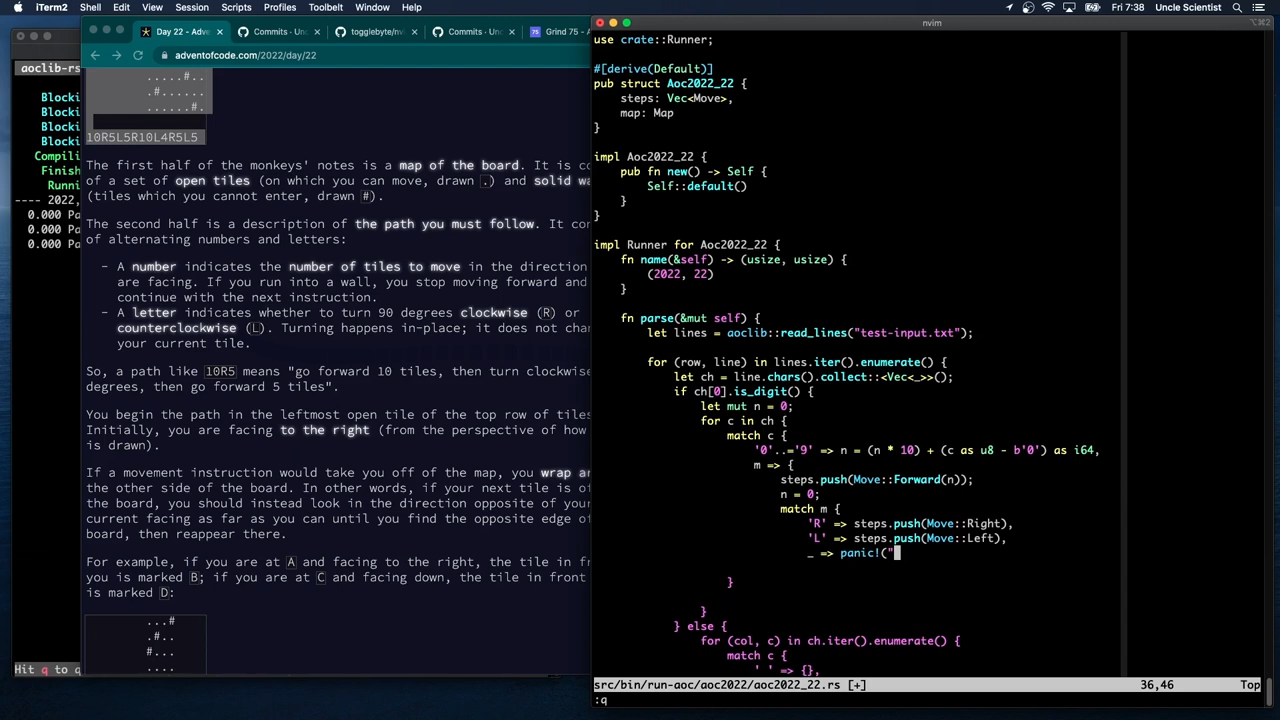 iTerm2 Shell Edit View Session Scripts Profiles Toolbelt Window Help
Fri 7:38 Uncle Scientist
Day 22 - Adve
Commits · Unc
togglebyte/nvi
Commits · Unc
Grind 75 - A
adventofcode.com/2022/day/22
aoclib-rs
Blocki
Blocki
Blocki
Blocki
Compili
Finish
Runni
---- 2022,
0.000 Pa
0.000 Pa
0.000 Pa
Hit q to q
.....#..
.#......
......#.
10R5L5R10L4R5L5
The first half of the monkeys' notes is a map of the board. It is co
of a set of open tiles (on which you can move, drawn .) and solid wa
(tiles which you cannot enter, drawn #).
The second half is a description of the path you must follow. It con
of alternating numbers and letters:
- A number indicates the number of tiles to move in the direction
are facing. If you run into a wall, you stop moving forward and
continue with the next instruction.
- A letter indicates whether to turn 90 degrees clockwise (R) or
counterclockwise (L). Turning happens in-place; it does not chan
your current tile.
So, a path like 10R5 means "go forward 10 tiles, then turn clockwise
degrees, then go forward 5 tiles".
You begin the path in the leftmost open tile of the top row of tiles
Initially, you are facing to the right (from the perspective of how
is drawn).
If a movement instruction would take you off of the map, you wrap ar
the other side of the board. In other words, if your next tile is of
the board, you should instead look in the direction opposite of your
current facing as far as you can until you find the opposite edge of
board, then reappear there.
For example, if you are at A and facing to the right, the tile in fr
you is marked B; if you are at C and facing down, the tile in front
is marked D:
...#
.#..
#...
....
nvim
⌥⌘2
use crate::Runner;
#[derive(Default)]
pub struct Aoc2022_22 {
steps: Vec<Move>,
map: Map
}
impl Aoc2022_22 {
pub fn new() -> Self {
Self::default()
}
}
impl Runner for Aoc2022_22 {
fn name(&self) -> (usize, usize) {
(2022, 22)
}
fn parse(&mut self) {
let lines = aoclib::read_lines("test-input.txt");
for (row, line) in lines.iter().enumerate() {
let ch = line.chars().collect::<Vec<_>>();
if ch[0].is_digit() {
let mut n = 0;
for c in ch {
match c {
'0'..='9' => n = (n * 10) + (c as u8 - b'0') as i64,
m => {
steps.push(Move::Forward(n));
n = 0;
match m {
'R' => steps.push(Move::Right),
'L' => steps.push(Move::Left),
_ => panic!("
}
}
} else {
for (col, c) in ch.iter().enumerate() {
match c {
' ' => {},
src/bin/run-aoc/aoc2022/aoc2022_22.rs [+] 36,46 Top
:q